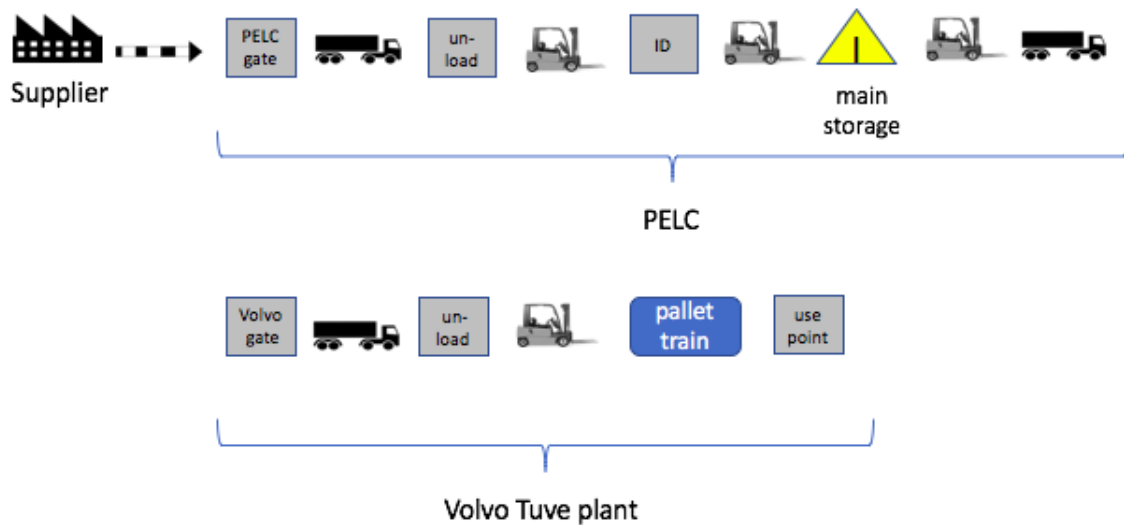 PELC
gate
un-
load
ID
Supplier
main
storage
PELC
Volvo
gate
un-
load
pallet
train
use
point
Volvo Tuve plant